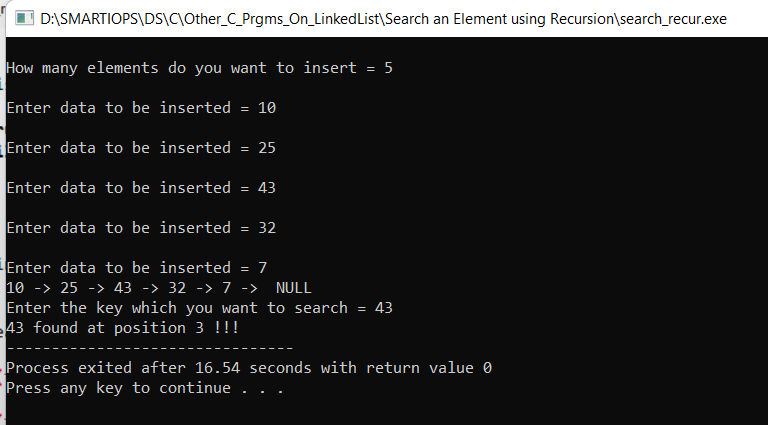 D:\SMARTIOPS\DS\C\Other_C_Prgms_On_LinkedList\Search an Element using Recursion\search_recur.exe
How many elements do you want to insert = 5
Enter data to be inserted = 10
Enter data to be inserted = 25
Enter data to be inserted = 43
Enter data to be inserted = 32
Enter data to be inserted = 7
10 -> 25 -> 43 -> 32 -> 7 ->  NULL
Enter the key which you want to search = 43
43 found at position 3 !!!
--------------------------------
Process exited after 16.54 seconds with return value 0
Press any key to continue . . .